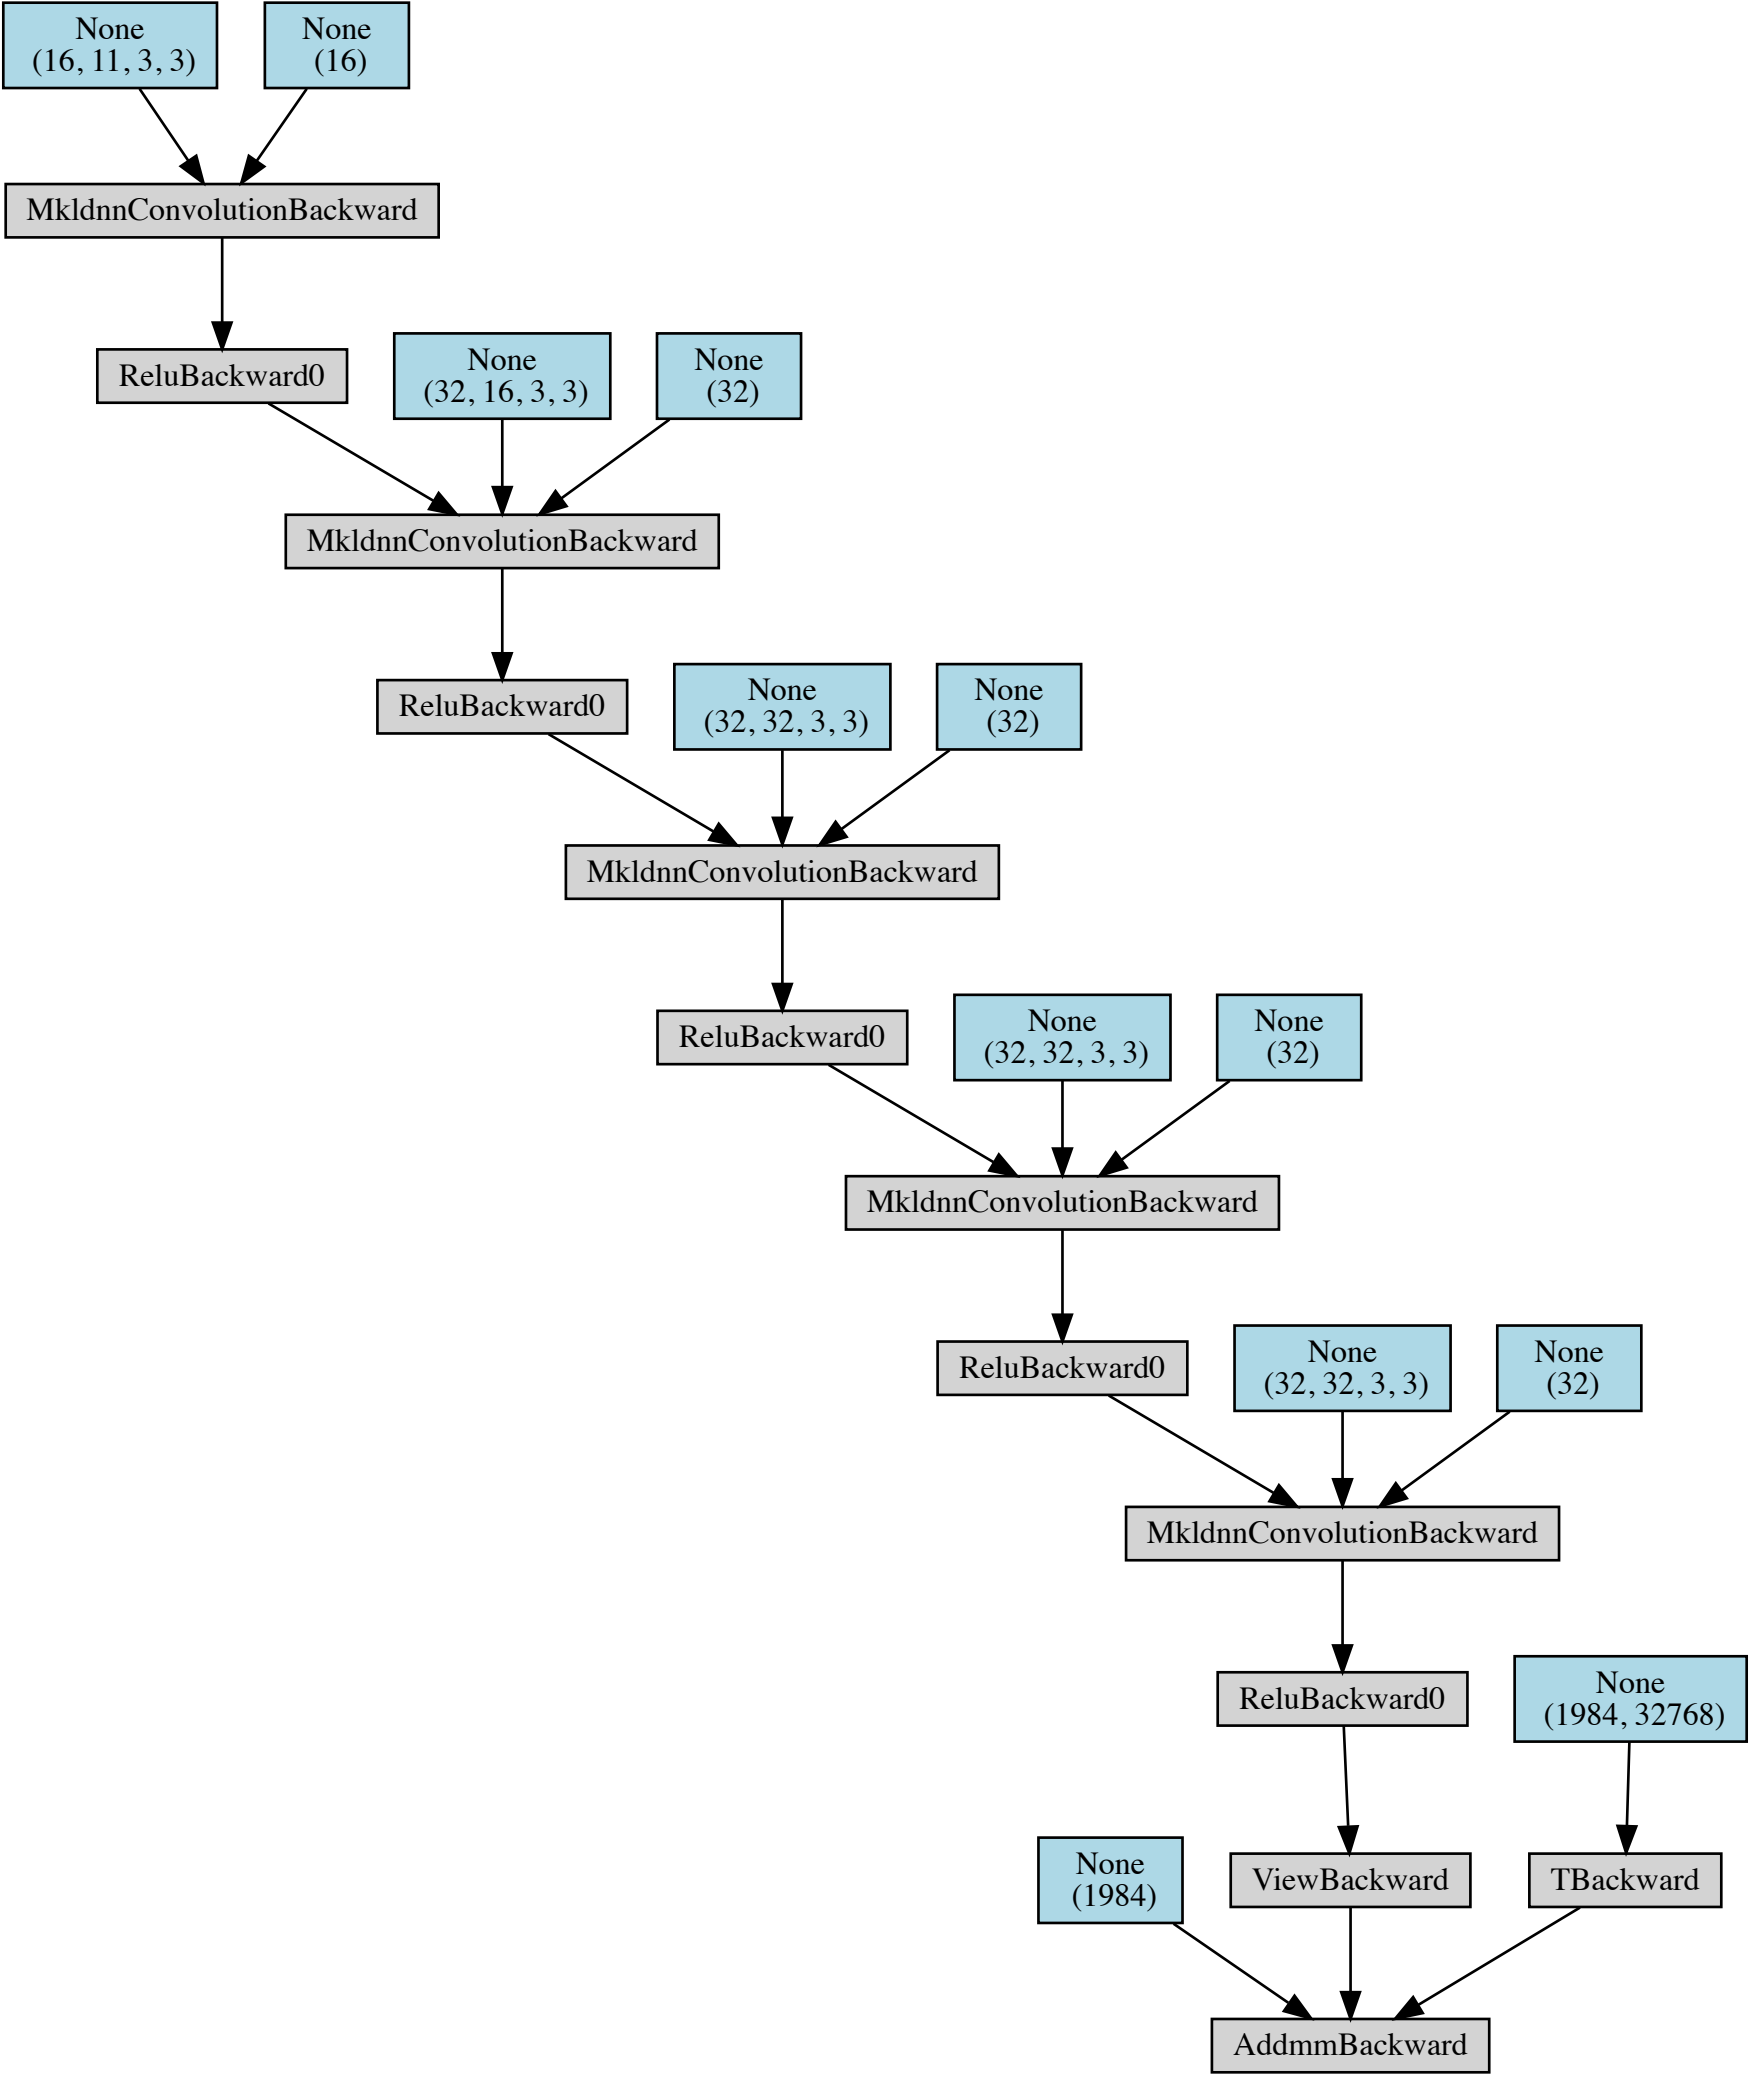 None
(16, 11, 3, 3)
None
(16)
MkldnnConvolutionBackward
ReluBackward0
None
(32, 16, 3, 3)
None
(32)
MkldnnConvolutionBackward
ReluBackward0
None
(32, 32, 3, 3)
None
(32)
MkldnnConvolutionBackward
ReluBackward0
None
(32, 32, 3, 3)
None
(32)
MkldnnConvolutionBackward
ReluBackward0
None
(32, 32, 3, 3)
None
(32)
MkldnnConvolutionBackward
ReluBackward0
None
(1984, 32768)
None
(1984)
ViewBackward
TBackward
AddmmBackward